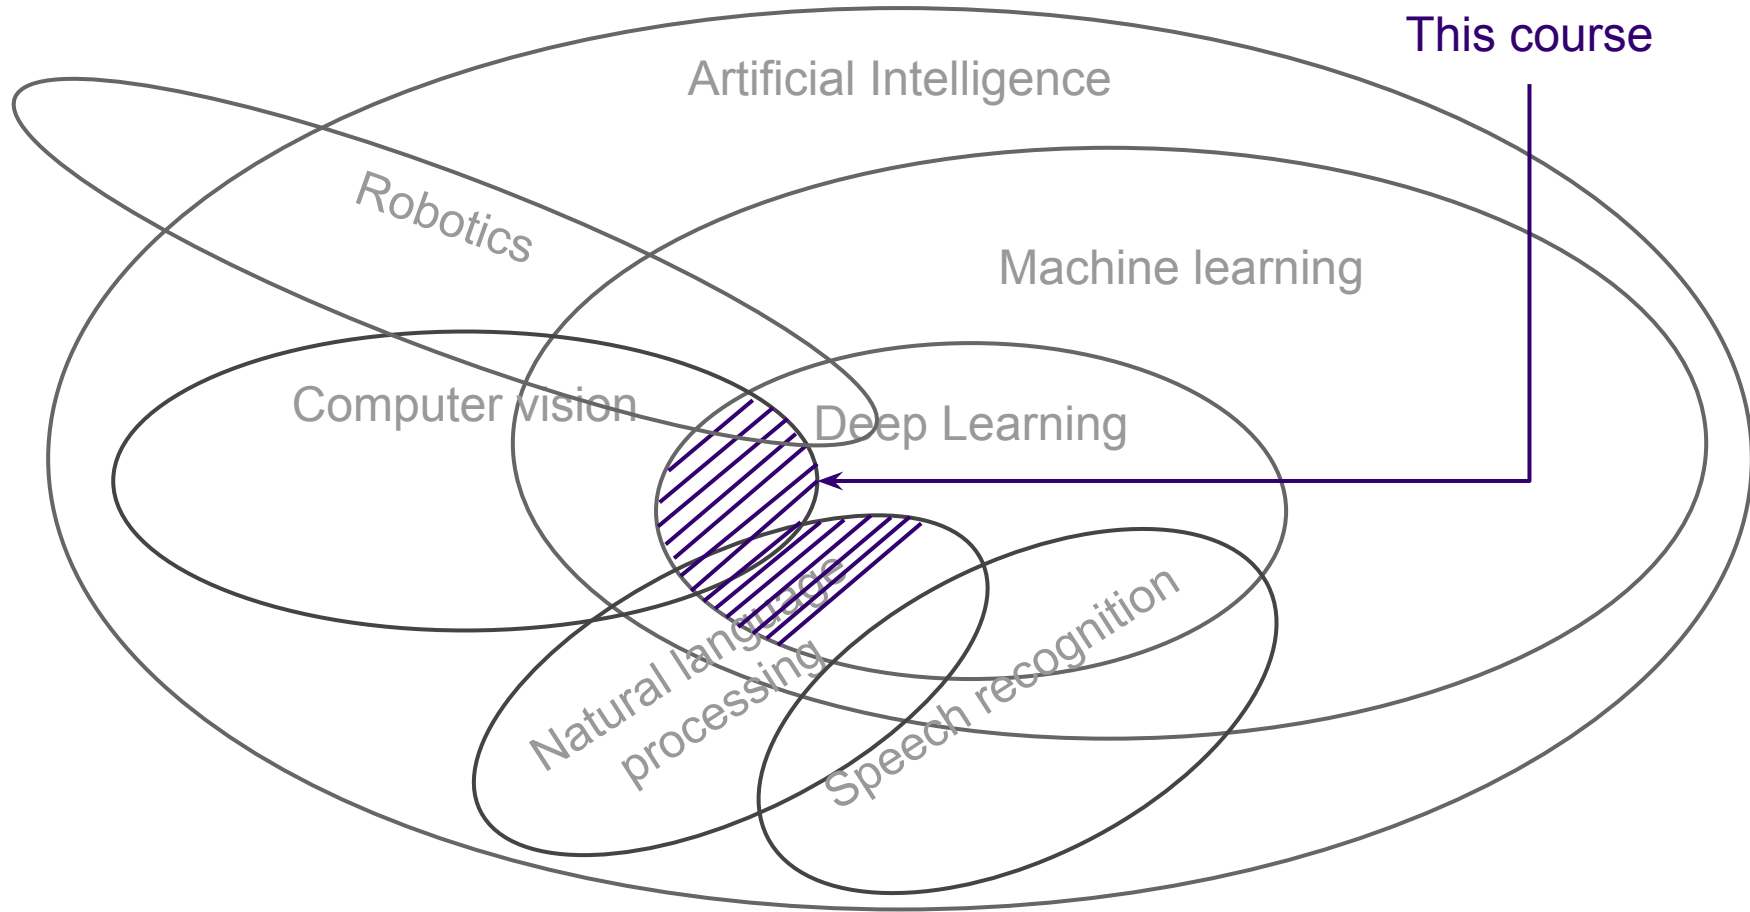 This course
Artificial Intelligence
Robotics
Machine learning
Computer vision
Deep Learning
Natural language
processing
Speech recognition